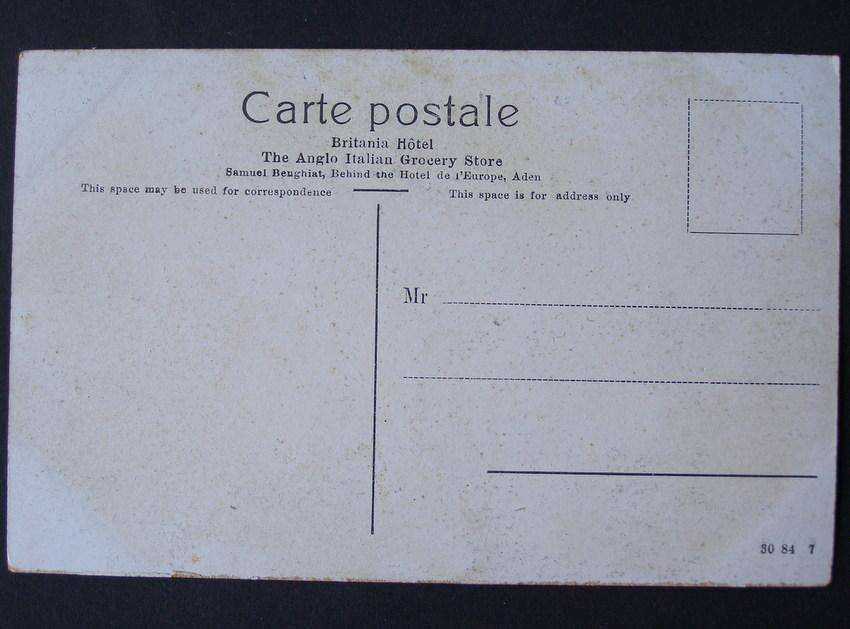 Carte postale
Britania Hôtel
The Anglo Italian Grocery Store
Samuel Benghiat, Behind the Hotel de l'Europe, Aden
This space may be used for correspondence
This space is for address only
Mr
30 84 7